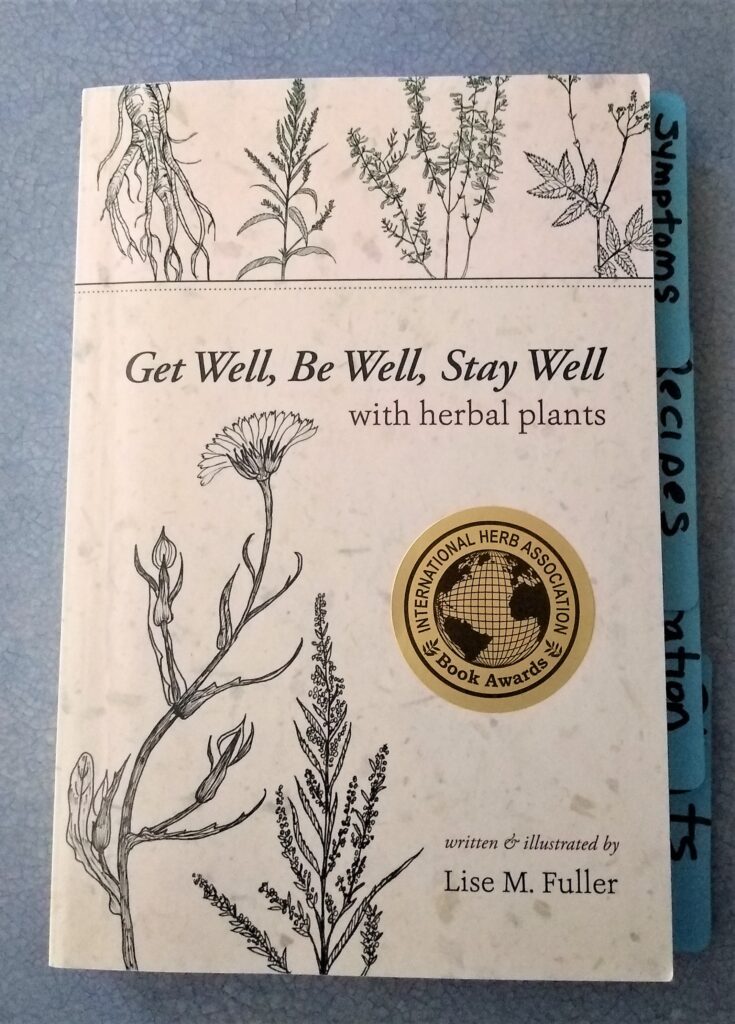 Get Well, Be Well, Stay Well
with herbal plants
INTERNATIONAL HERB ASSOCIATION
Book Awards
written & illustrated by
Lise M. Fuller
Symptoms